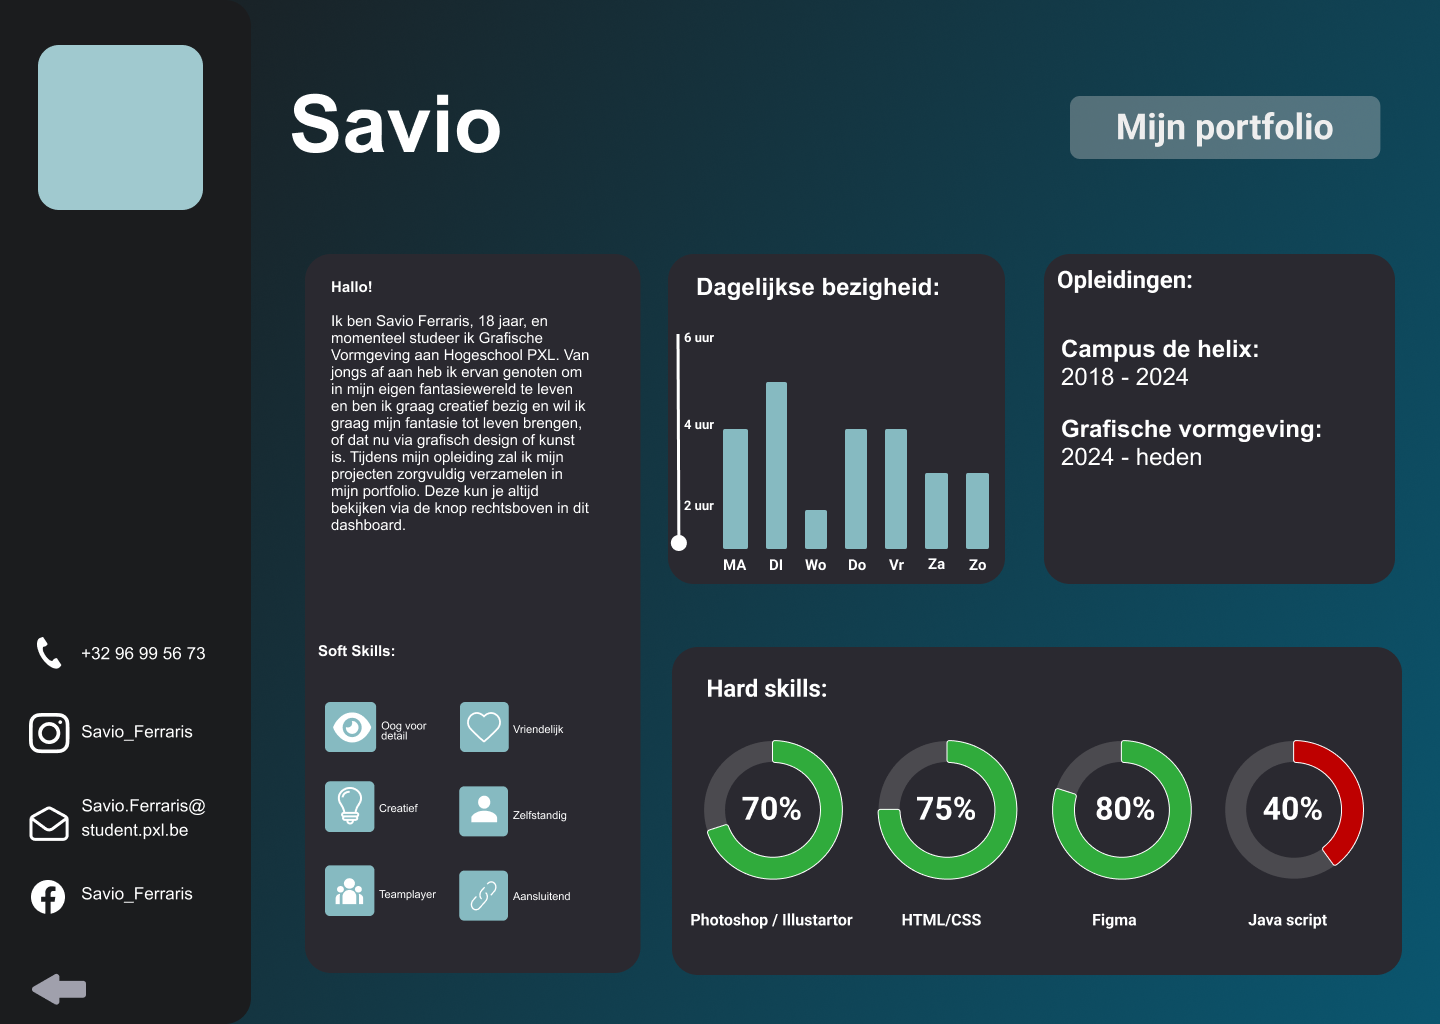 Savio
Mijn portfolio
Hallo!
Ik ben Savio Ferraris, 18 jaar, en
momenteel studeer ik Grafische
Vormgeving aan Hogeschool PXL. Van
jongs af aan heb ik ervan genoten om
in mijn eigen fantasiewereld te leven
en ben ik graag creatief bezig en wil ik
graag mijn fantasie tot leven brengen,
of dat nu via grafisch design of kunst
is. Tijdens mijn opleiding zal ik mijn
projecten zorgvuldig verzamelen in
mijn portfolio. Deze kun je altijd
bekijken via de knop rechtsboven in dit
dashboard.
Soft Skills:
Oog voor
detail
Vriendelijk
Creatief
Zelfstandig
Teamplayer
Aansluitend
Dagelijkse bezigheid:
6 uur
4 uur
2 uur
MA DI Wo Do Vr Za Zo
Opleidingen:
Campus de helix:
2018 - 2024
Grafische vormgeving:
2024 - heden
Hard skills:
70% 75% 80% 40%
Photoshop / Illustartor HTML/CSS Figma Java script
+32 96 99 56 73
Savio_Ferraris
Savio.Ferraris@
student.pxl.be
Savio_Ferraris